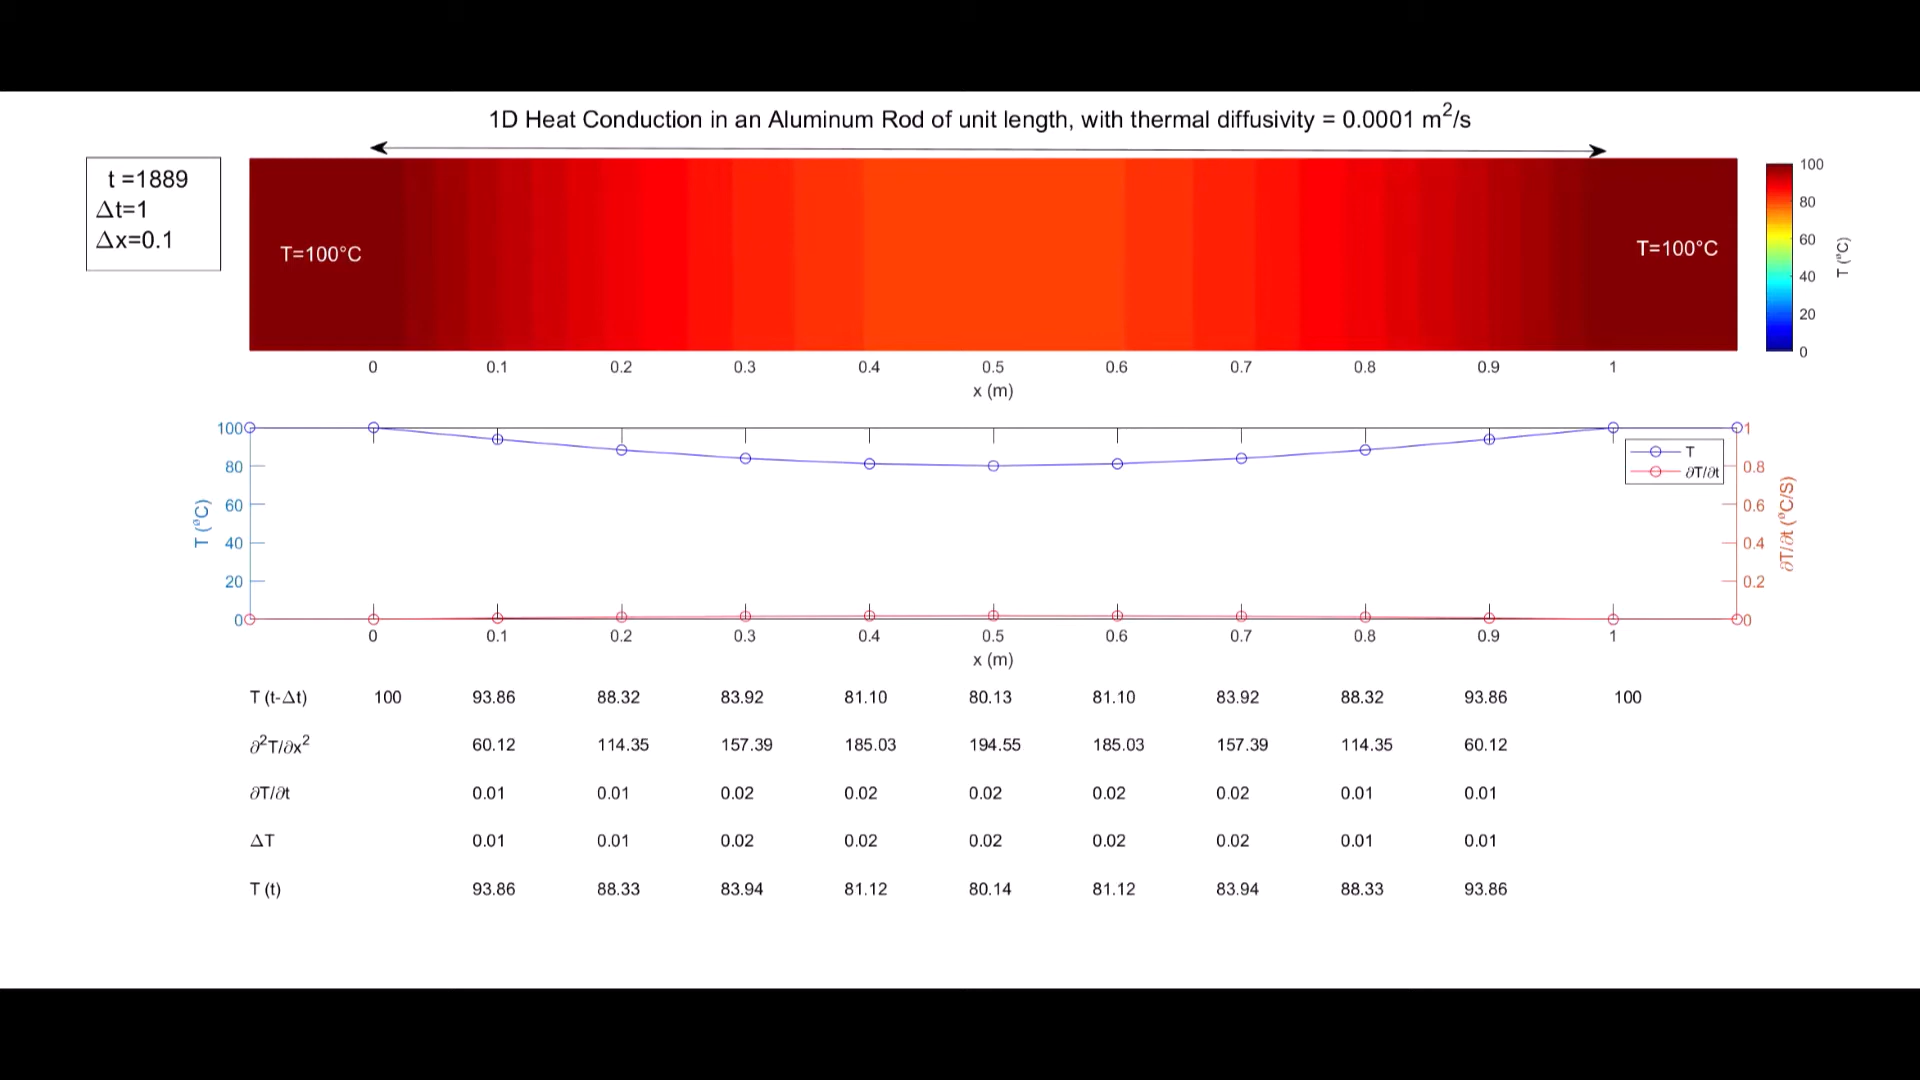 1D Heat Conduction in an Aluminum Rod of unit length, with thermal diffusivity = 0.0001 m²/s
t =1889
Δt=1
Δx=0.1
T=100°C
T=100°C
100
80
60
40
20
0
T (ºC)
0 0.1 0.2 0.3 0.4 0.5 0.6 0.7 0.8 0.9 1
x (m)
100
80
60
40
20
0
T (ºC)
T
∂T/∂t
1
0.8
0.6
0.4
0.2
0
∂T/∂t (ºC/S)
0 0.1 0.2 0.3 0.4 0.5 0.6 0.7 0.8 0.9 1
x (m)
T (t-Δt) 100 93.86 88.32 83.92 81.10 80.13 81.10 83.92 88.32 93.86 100
∂²T/∂x² 60.12 114.35 157.39 185.03 194.55 185.03 157.39 114.35 60.12
∂T/∂t 0.01 0.01 0.02 0.02 0.02 0.02 0.02 0.01 0.01
ΔT 0.01 0.01 0.02 0.02 0.02 0.02 0.02 0.01 0.01
T (t) 93.86 88.33 83.94 81.12 80.14 81.12 83.94 88.33 93.86